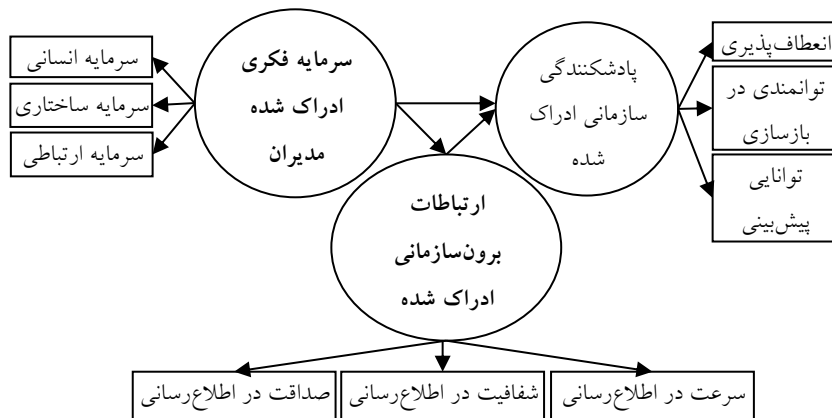 انعطاف‌پذیری
توانمندی در
بازسازی
توانایی
پیش‌بینی
پادشکنندگی
سازمانی ادراک
شده
سرمایه فکری
ادراک شده
مدیران
سرمایه انسانی
سرمایه ساختاری
سرمایه ارتباطی
ارتباطات
برون‌سازمانی
ادراک شده
سرعت در اطلاع‌رسانی
شفافیت در اطلاع‌رسانی
صداقت در اطلاع‌رسانی